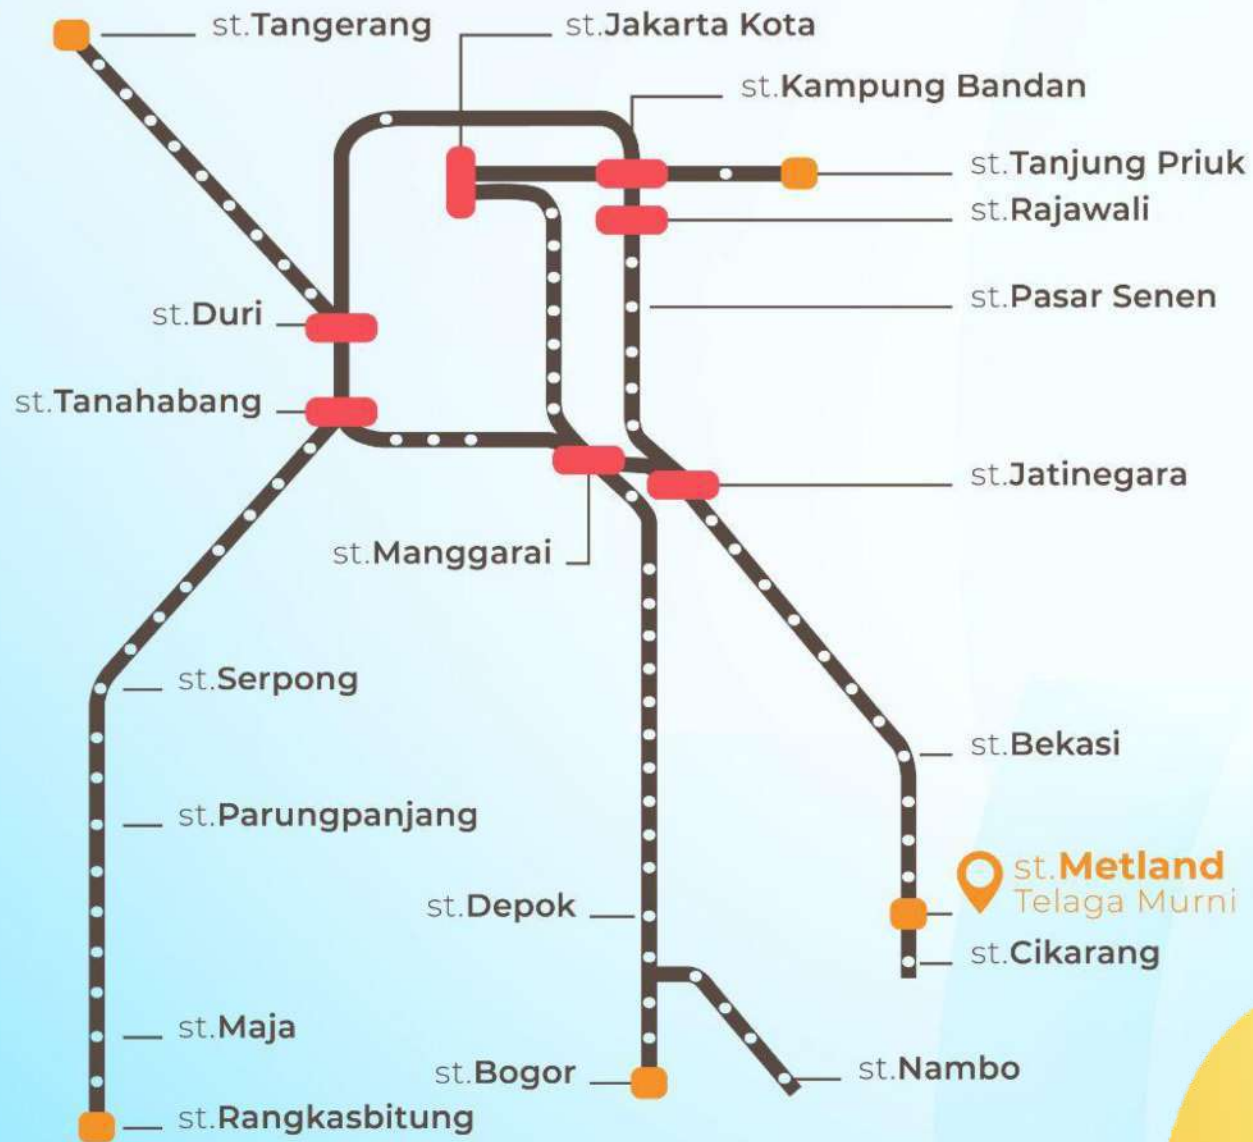 st.Tangerang
st.Jakarta Kota
st.Kampung Bandan
st.Tanjung Priuk
st.Rajawali
st.Pasar Senen
st.Duri
st.Tanahabang
st.Jatinegara
st.Manggarai
st.Serpong
st.Bekasi
st.Parungpanjang
st.Metland
Telaga Murni
st.Depok
st.Cikarang
st.Maja
st.Bogor
st.Nambo
st.Rangkasbitung